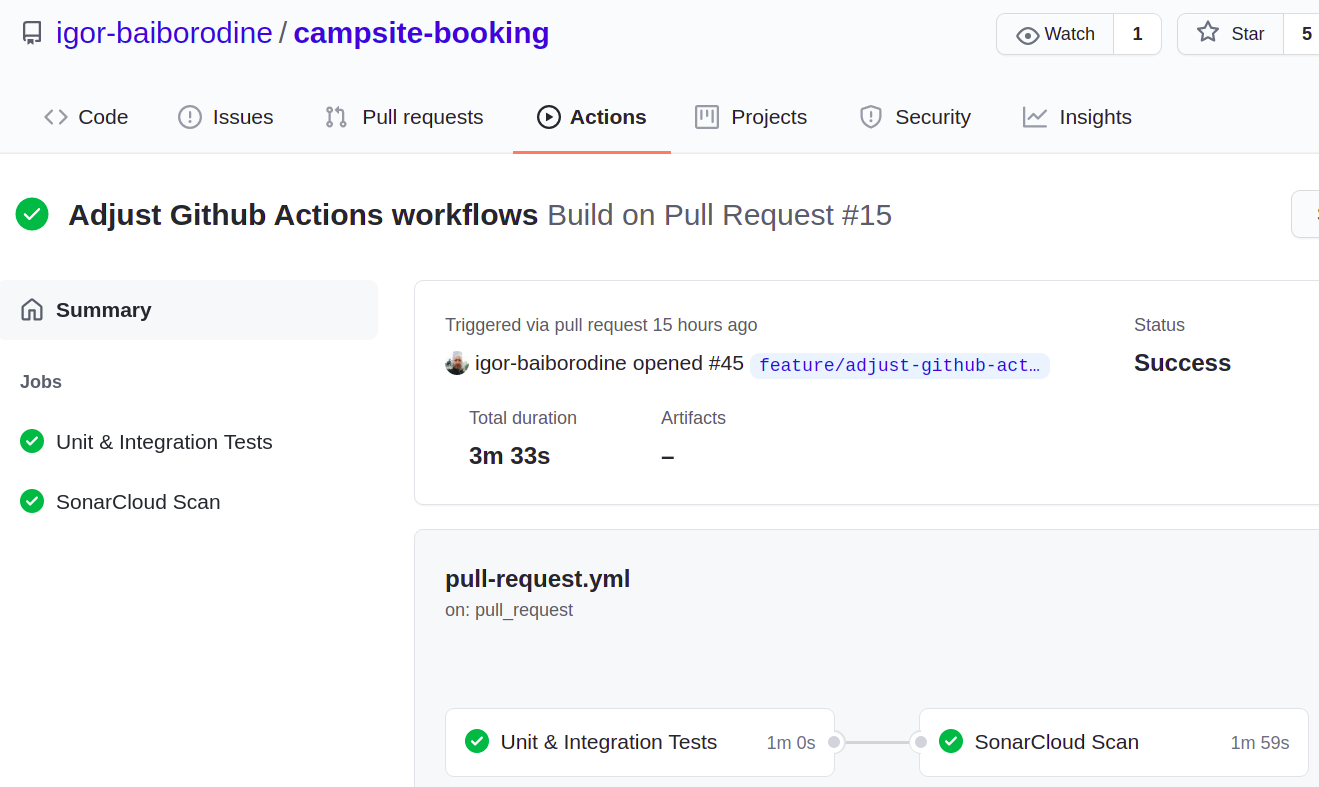 igor-baiborodine / campsite-booking
Watch 1 Star 5
Code Issues Pull requests Actions Projects Security Insights
Adjust Github Actions workflows Build on Pull Request #15
Summary
Jobs
Unit & Integration Tests
SonarCloud Scan
Triggered via pull request 15 hours ago
igor-baiborodine opened #45 feature/adjust-github-act…
Status
Success
Total duration
3m 33s
Artifacts
–
pull-request.yml
on: pull_request
Unit & Integration Tests 1m 0s
SonarCloud Scan 1m 59s